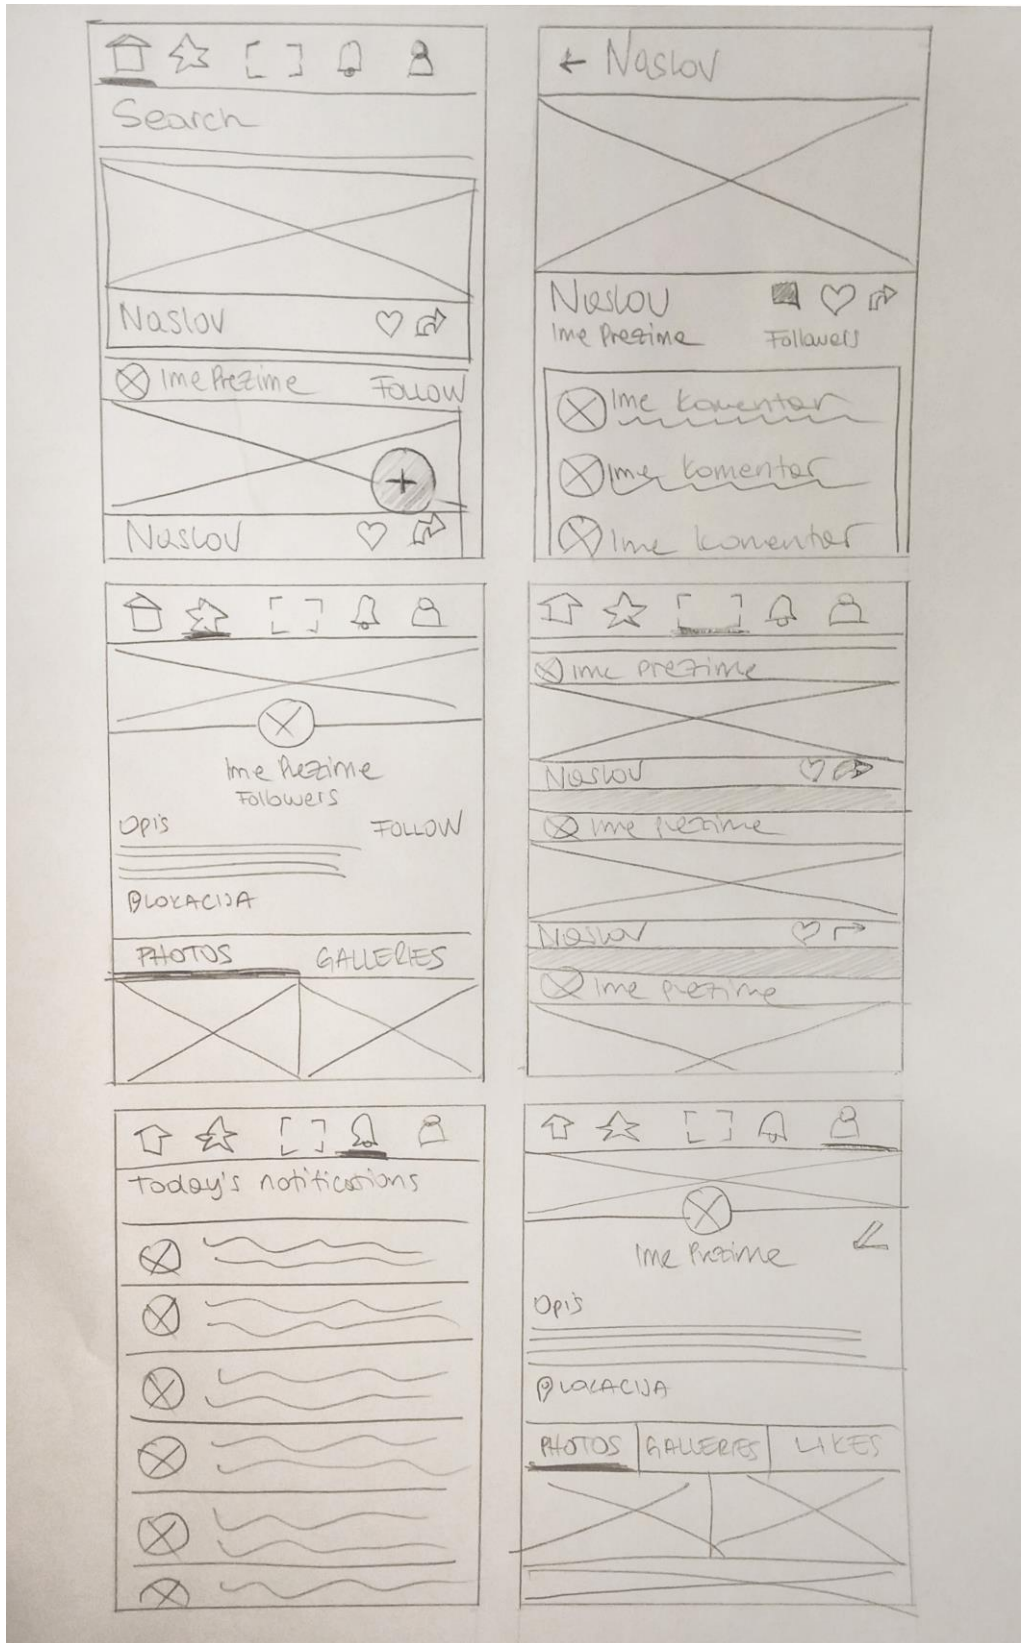 Search
Naslov
Ime Prezime FOLLOW
Naslov
← Naslov
Naslov
Ime Prezime Followers
Ime komentar
Ime komentar
Ime komentar
Ime Prezime
Followers
Opis FOLLOW
LOKACIJA
PHOTOS GALLERIES
Ime prezime
Naslov
Ime prezime
Naslov
Ime prezime
Today's notifications
Ime Prezime
Opis
LOKACIJA
PHOTOS GALLERIES LIKES